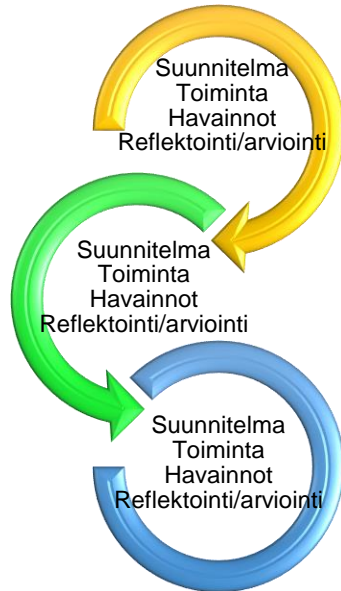 Suunnitelma
Toiminta
Havainnot
Reflektointi/arviointi
Suunnitelma
Toiminta
Havainnot
Reflektointi/arviointi
Suunnitelma
Toiminta
Havainnot
Reflektointi/arviointi